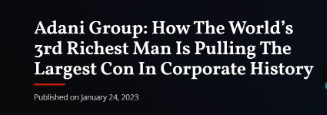 Adani Group: How The World's
3rd Richest Man Is Pulling The
Largest Con In Corporate History
Published on January 24, 2023